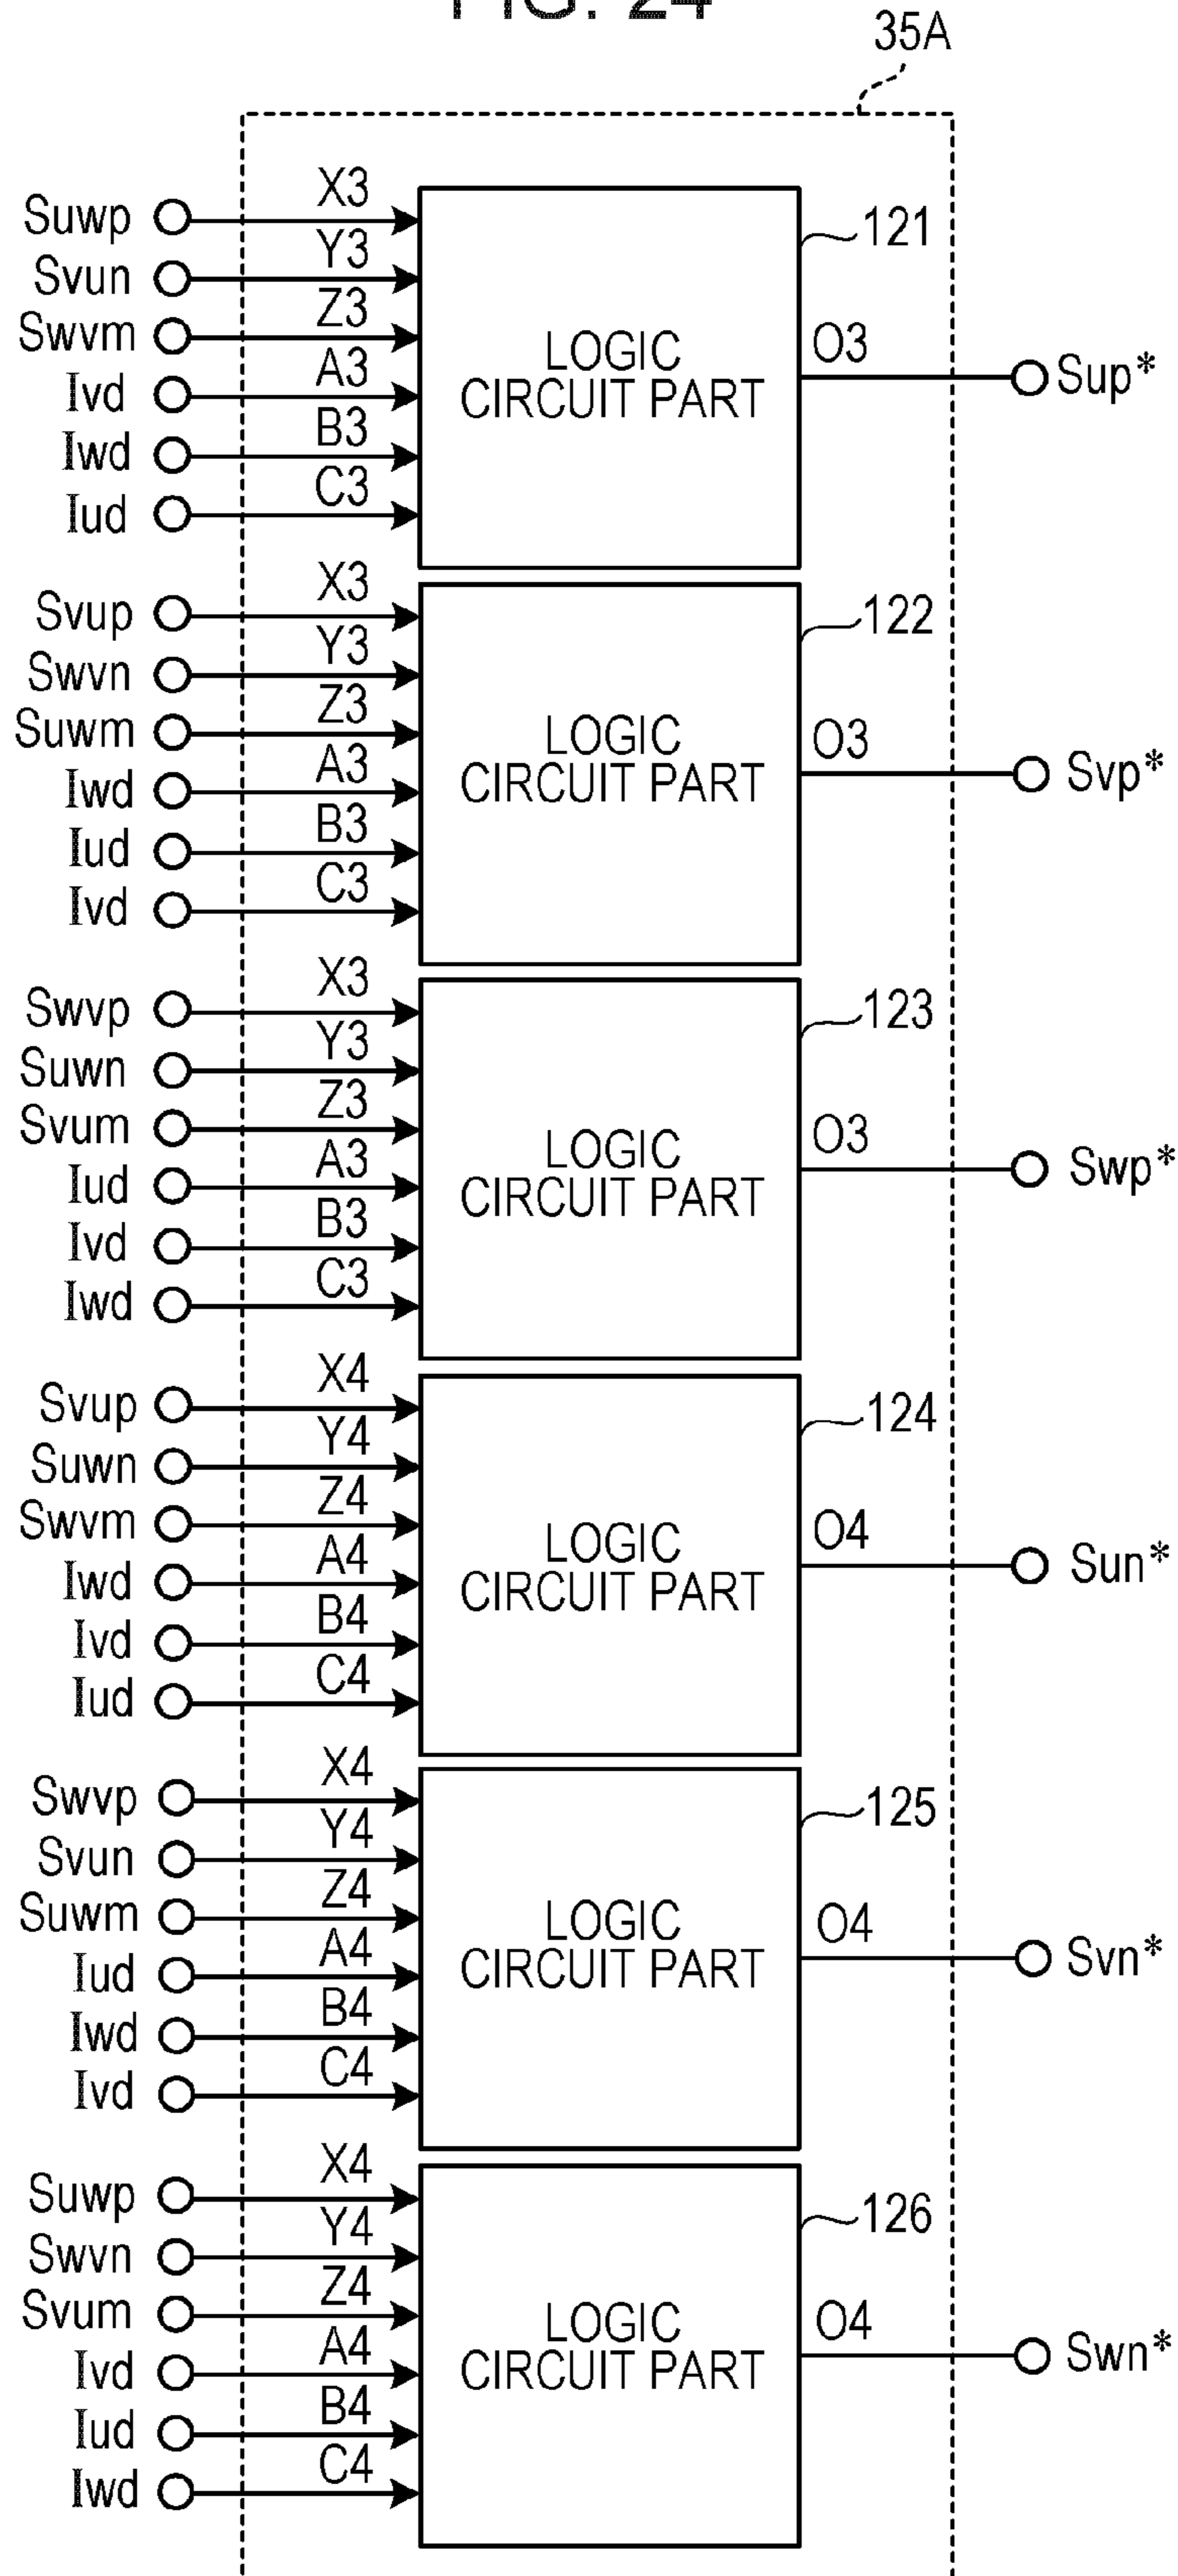 FIG. 24
35A
Suwp X3
Svun Y3
Swvm Z3
Ivd A3
Iwd B3
Iud C3
LOGIC
CIRCUIT PART
121
O3
Sup*
Svup X3
Swvn Y3
Suwm Z3
Iwd A3
Iud B3
Ivd C3
LOGIC
CIRCUIT PART
122
O3
Svp*
Swvp X3
Suwn Y3
Svum Z3
Iud A3
Ivd B3
Iwd C3
LOGIC
CIRCUIT PART
123
O3
Swp*
Svup X4
Suwn Y4
Swvm Z4
Iwd A4
Ivd B4
Iud C4
LOGIC
CIRCUIT PART
124
O4
Sun*
Swvp X4
Svun Y4
Suwm Z4
Iud A4
Iwd B4
Ivd C4
LOGIC
CIRCUIT PART
125
O4
Svn*
Suwp X4
Swvn Y4
Svum Z4
Ivd A4
Iud B4
Iwd C4
LOGIC
CIRCUIT PART
126
O4
Swn*